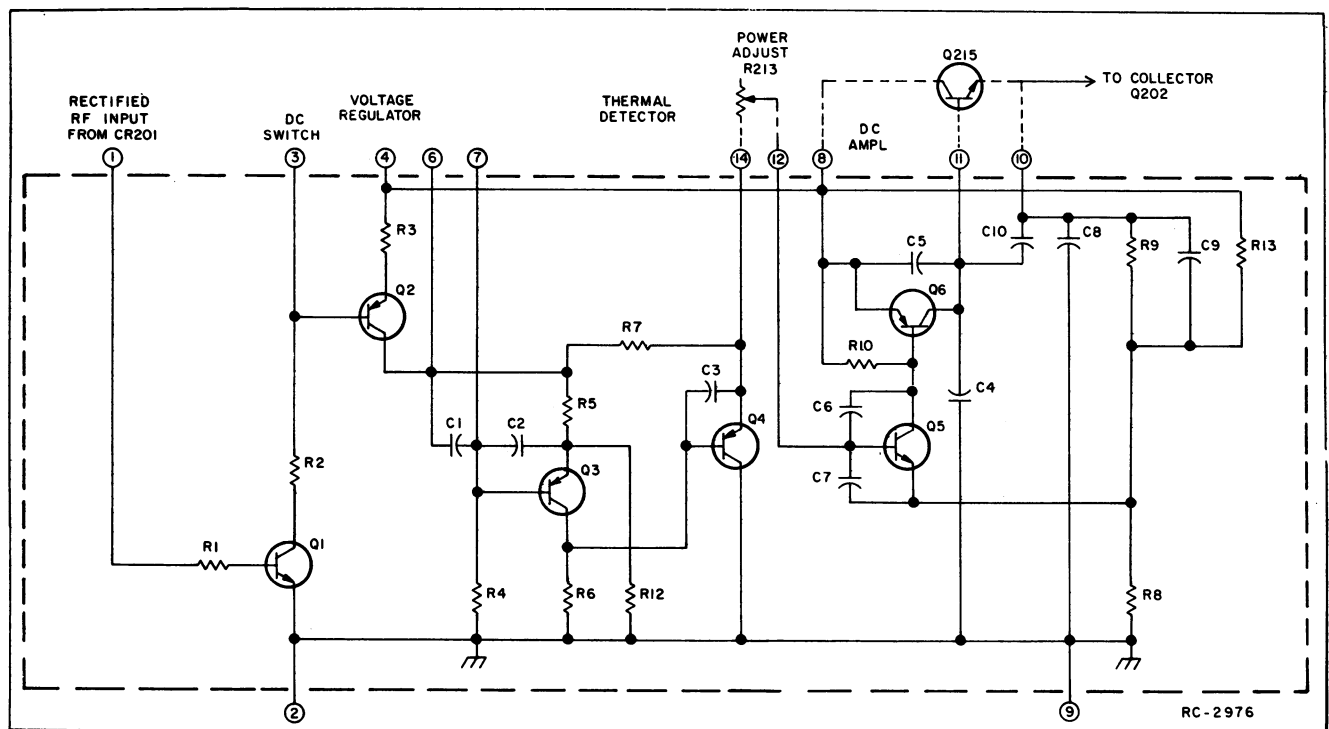 POWER
ADJUST
R213
Q215
TO COLLECTOR
Q202
RECTIFIED
RF INPUT
FROM CR201
DC
SWITCH
VOLTAGE
REGULATOR
THERMAL
DETECTOR
DC
AMPL
1
3
4
6
7
14
12
8
11
10
R3
C5
C10
C8
R9
C9
R13
Q2
Q6
R7
R10
C3
C4
R5
C1
C2
Q4
C6
Q5
R2
Q3
C7
R1
Q1
R4
R6
R12
R8
2
9
RC-2976